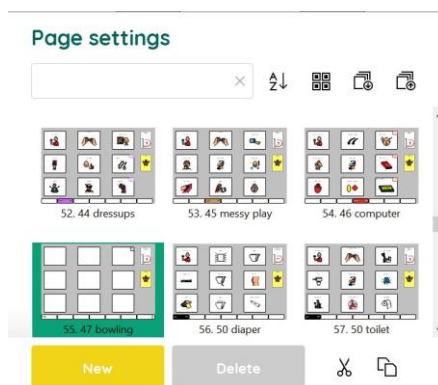 Page settings
52. 44 dressups
53. 45 messy play
54. 46 computer
55. 47 bowling
56. 50 diaper
57. 50 toilet
New
Delete